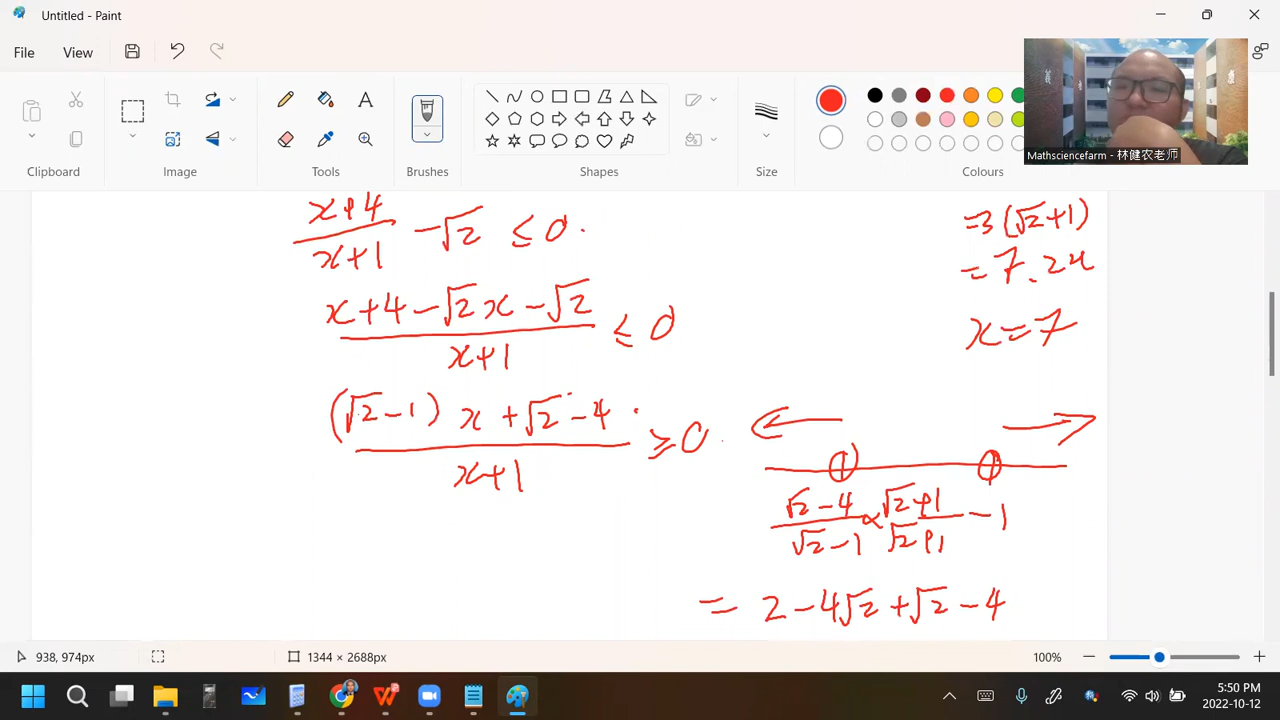 Untitled - Paint
File View
Image
Tools
Brushes
Shapes
Size
Colours
Mathsciencefarm - 林健农老师
x+4/x+1 -√2 ≤ 0.
x+4-√2x-√2/x+1 ≤ 0
(√2-1) x +√2-4/x+1 ≥ 0
=3(√2+1)
= 7.24
x=7
√2-4/√2-1 × √2+1/√2+1 -1
= 2-4√2+√2-4
938, 974px
1344 × 2688px
100%
5:50 PM
2022-10-12